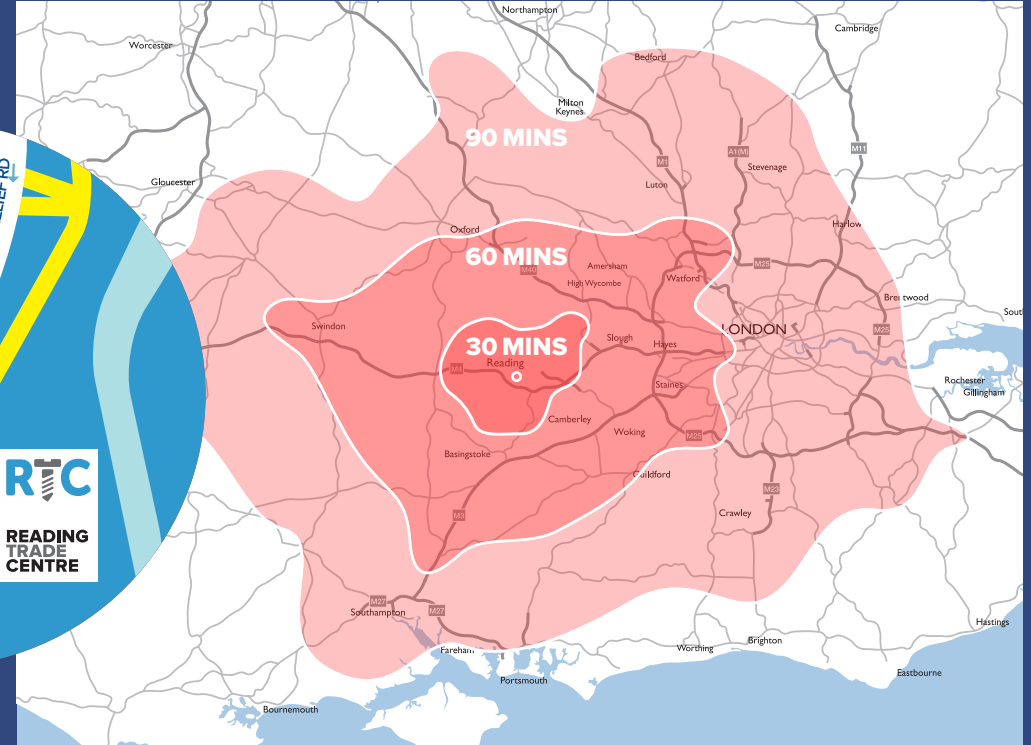 Northampton
Cambridge
Worcester
Bedford
Milton
Keynes
90 MINS
M1
A1(M)
M11
Stevenage
Gloucester
Luton
Harlow
Oxford
60 MINS
M40
Amersham
M25
High Wycombe
Watford
Brentwood
Swindon
LONDON
M25
30 MINS
Slough
Hayes
Reading
M4
Staines
Rochester
Gillingham
Camberley
Woking
M25
Basingstoke
Guildford
M23
M3
Crawley
RTC
READING
TRADE
CENTRE
M27
Southampton
M27
Hastings
Fareham
Worthing
Brighton
Portsmouth
Eastbourne
Bournemouth